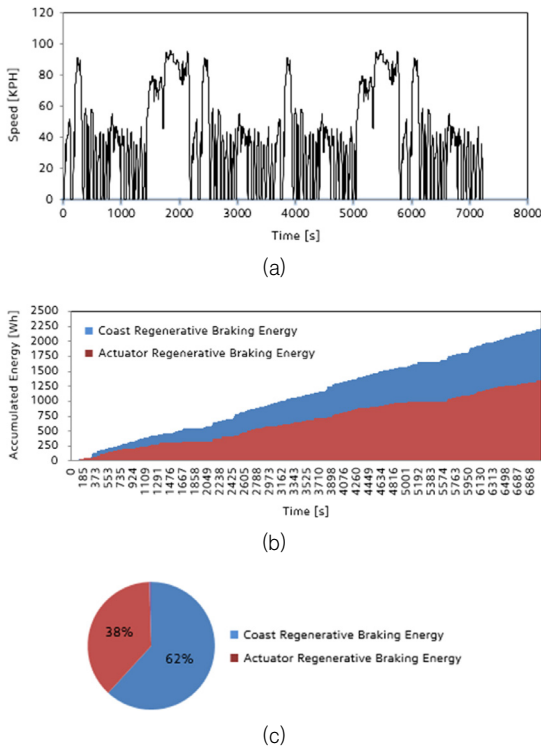 120
100
80
60
40
20
0
Speed [KPH]
0 1000 2000 3000 4000 5000 6000 7000 8000
Time [s]
(a)
2500
2250
2000
1750
1500
1250
1000
750
500
250
0
Accumulated Energy [Wh]
Coast Regenerative Braking Energy
Actuator Regenerative Braking Energy
0 185 373 553 735 924 1109 1291 1476 1667 1858 2049 2238 2425 2605 2788 2973 3162 3343 3525 3710 3898 4076 4260 4449 4634 4816 5001 5192 5383 5574 5763 5950 6130 6313 6498 6687 6868
Time [s]
(b)
38%
62%
Coast Regenerative Braking Energy
Actuator Regenerative Braking Energy
(c)